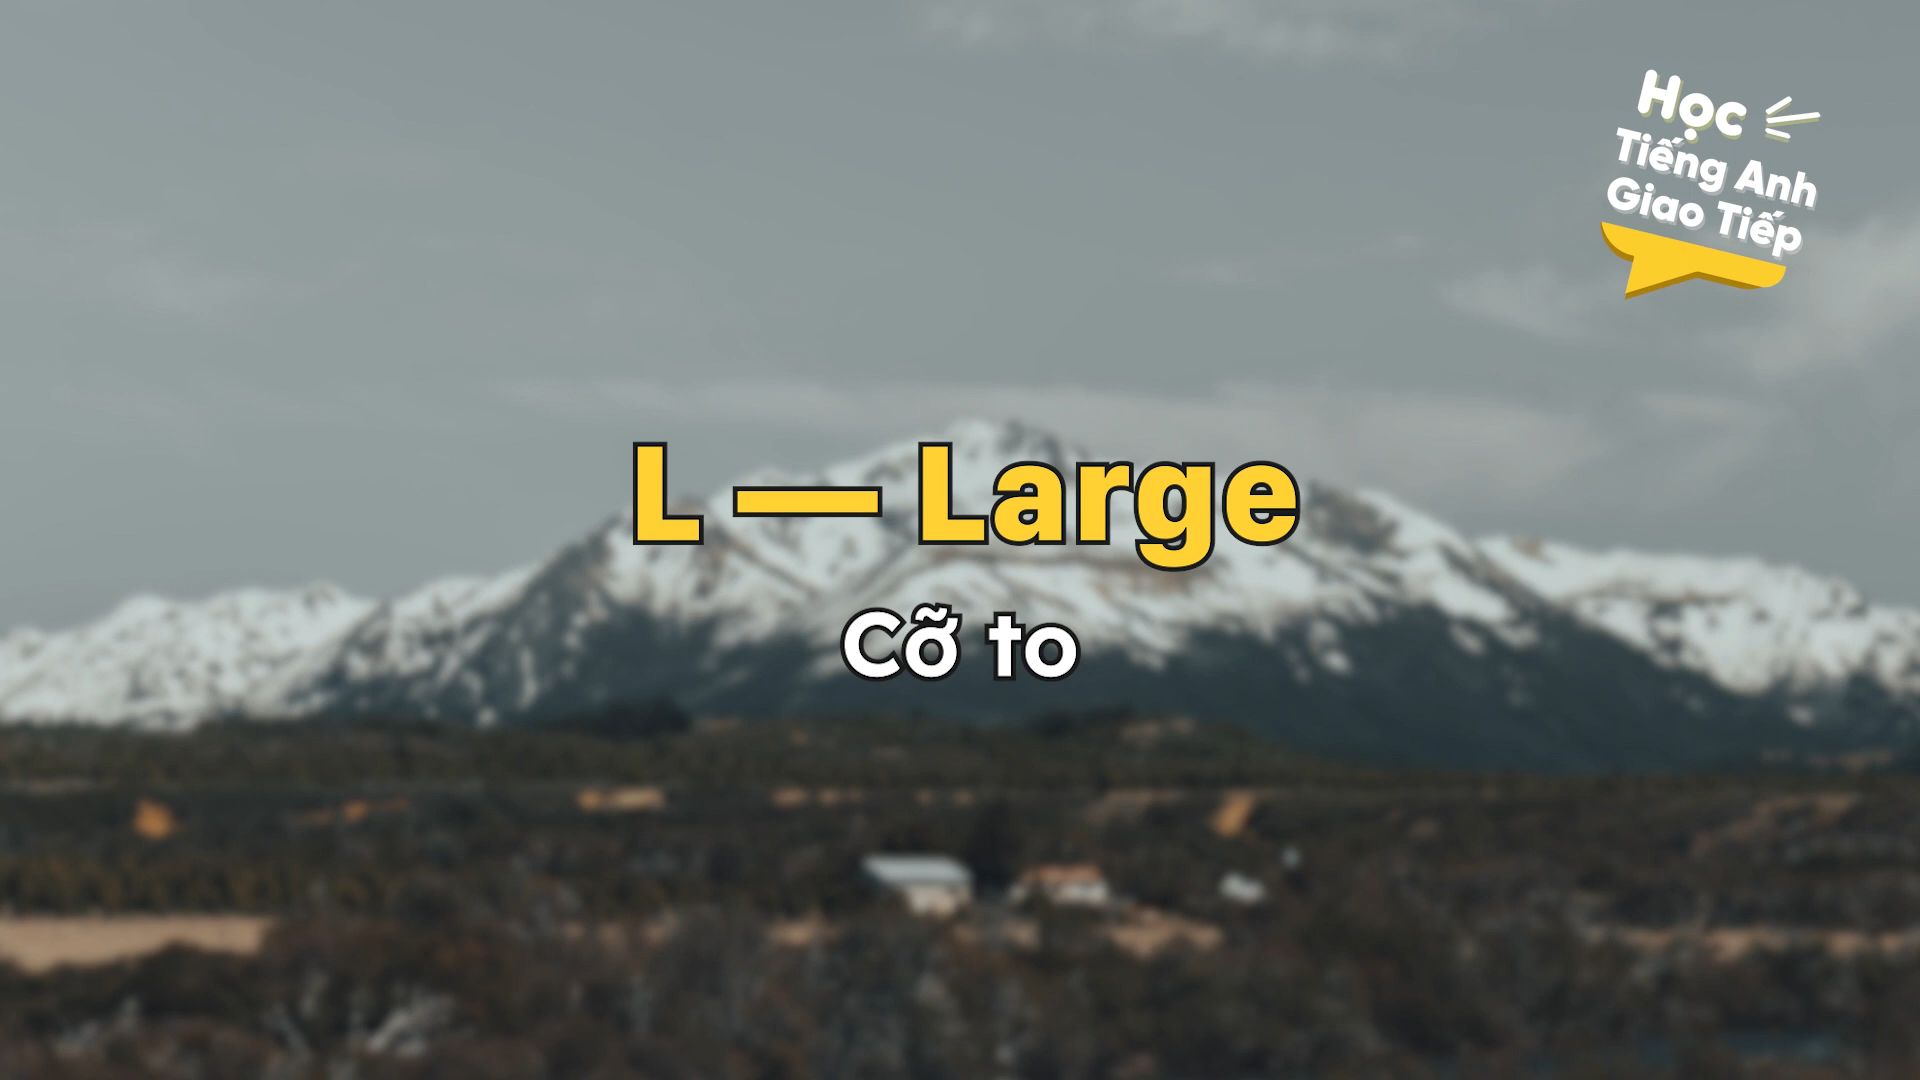 Học
Tiếng Anh
Giao Tiếp
L — Large
Cỡ to